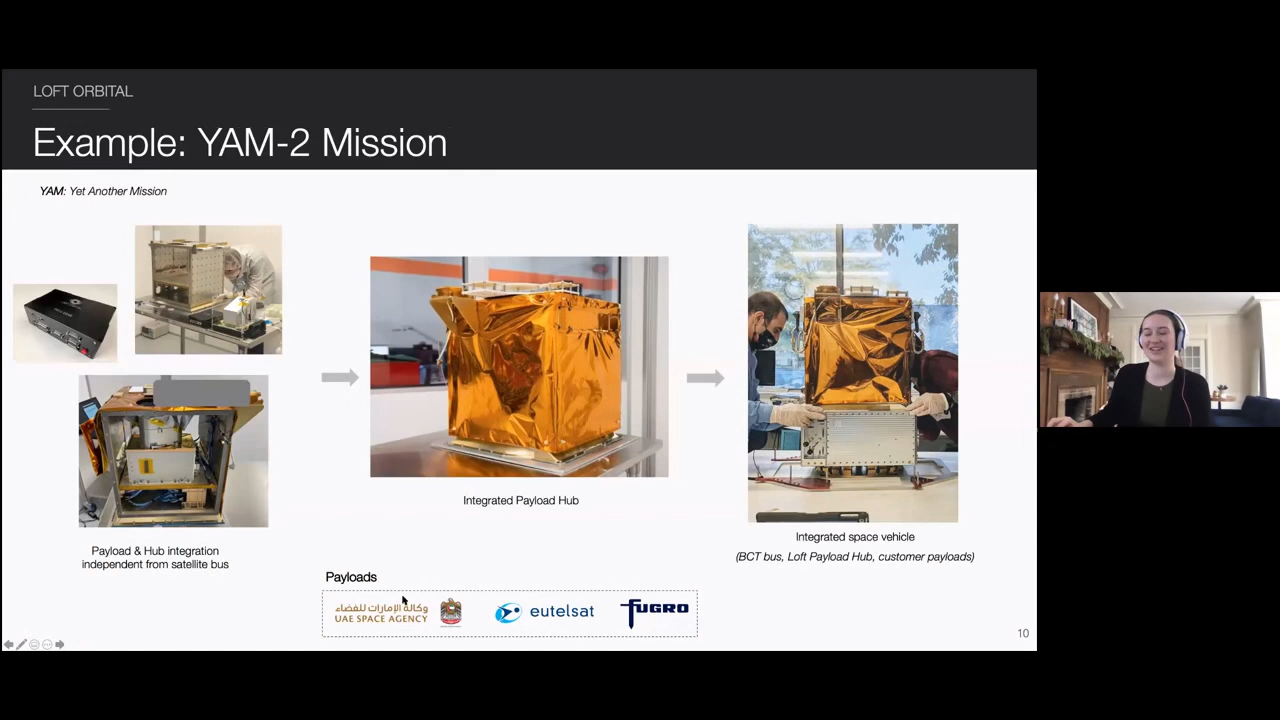 LOFT ORBITAL
Example: YAM-2 Mission
YAM: Yet Another Mission
Payload & Hub integration
independent from satellite bus
Integrated Payload Hub
Integrated space vehicle
(BCT bus, Loft Payload Hub, customer payloads)
Payloads
وكالة الإمارات للفضاء
UAE SPACE AGENCY
eutelsat
FUGRO
10